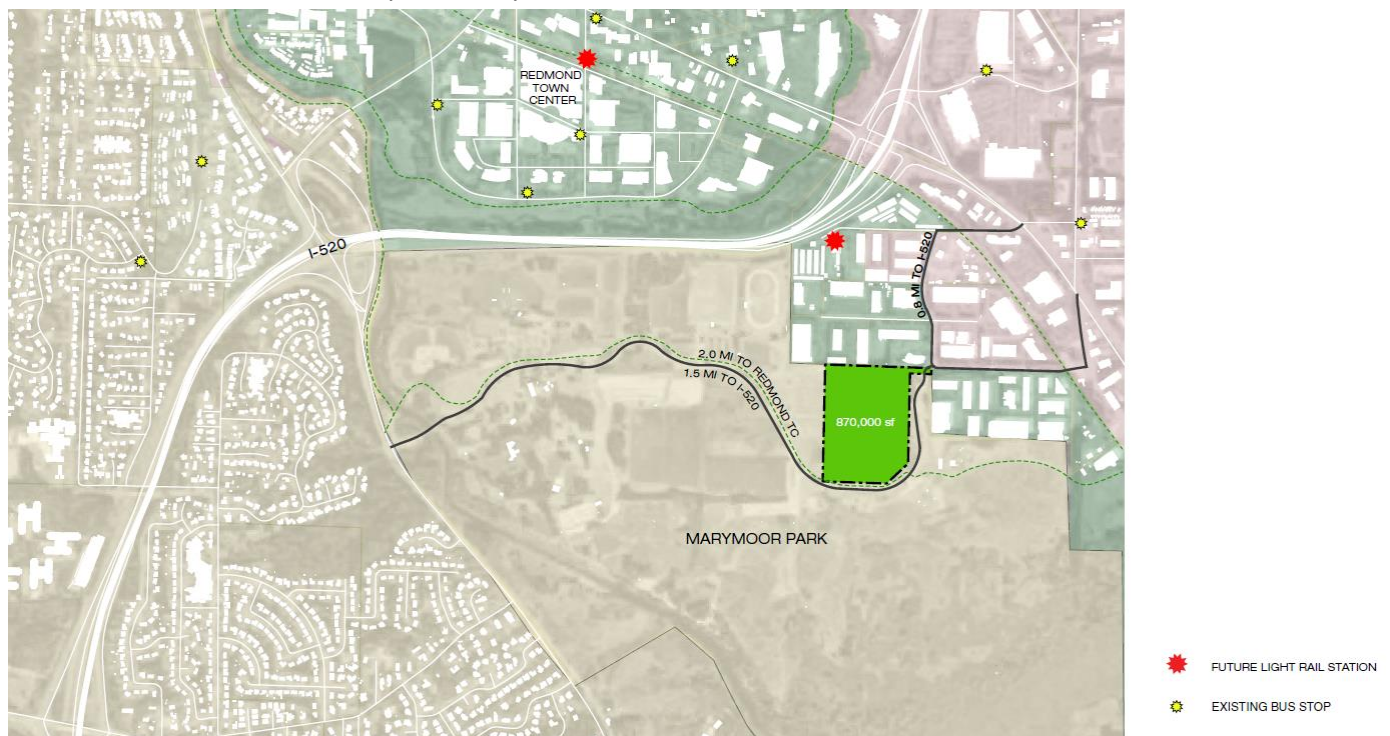 REDMOND
TOWN
CENTER
I-520
0.8 MI TO I-520
2.0 MI TO REDMOND TC
1.5 MI TO I-520
870,000 sf
MARYMOOR PARK
FUTURE LIGHT RAIL STATION
EXISTING BUS STOP